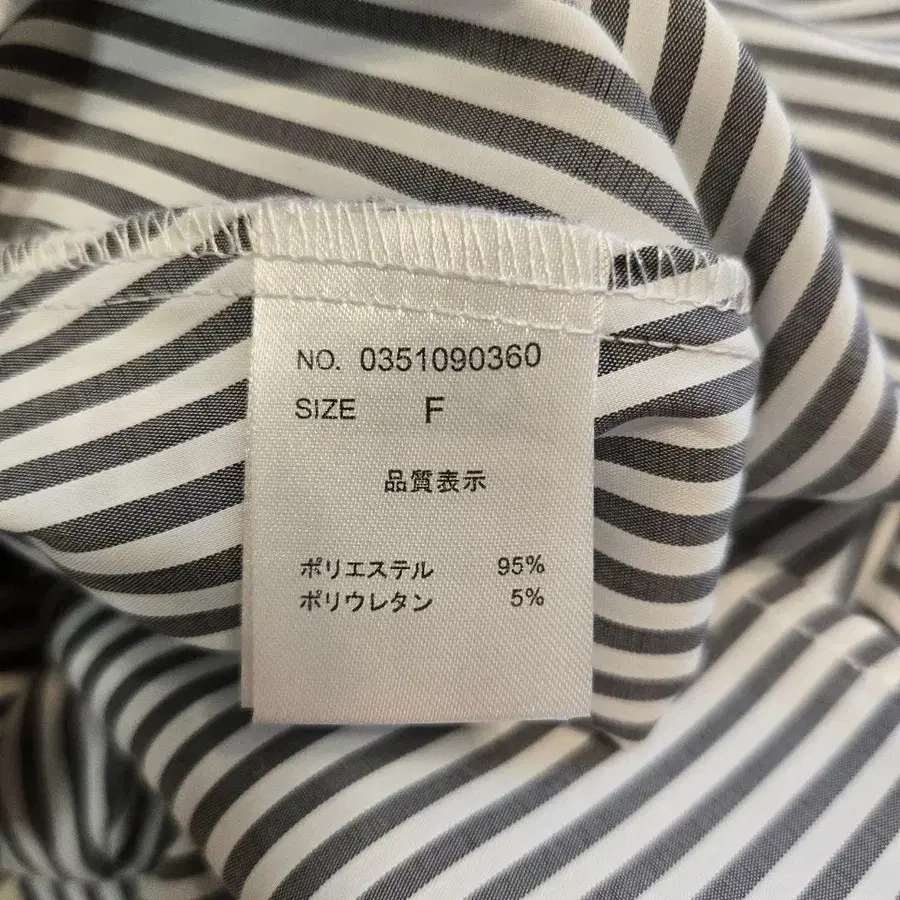 NO. 0351090360
SIZE F
品質表示
ポリエステル 95%
ポリウレタン 5%